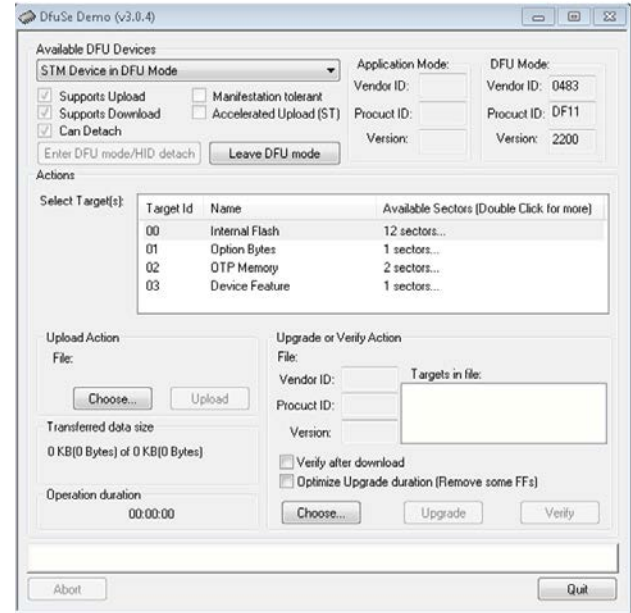 DfuSe Demo (v3.0.4)
Available DFU Devices
STM Device in DFU Mode
Supports Upload
Manifestation tolerant
Supports Download
Accelerated Upload (ST)
Can Detach
Enter DFU mode/HID detach
Leave DFU mode
Application Mode:
Vendor ID:
Procuct ID:
Version:
DFU Mode:
Vendor ID: 0483
Procuct ID: DF11
Version: 2200
Actions
Select Target(s):
Target Id Name Available Sectors (Double Click for more)
00 Internal Flash 12 sectors...
01 Option Bytes 1 sectors...
02 OTP Memory 2 sectors...
03 Device Feature 1 sectors...
Upload Action
File:
Choose...
Upload
Transferred data size
0 KB(0 Bytes) of 0 KB(0 Bytes)
Operation duration
00:00:00
Upgrade or Verify Action
File:
Vendor ID:
Procuct ID:
Version:
Targets in file:
Verify after download
Optimize Upgrade duration (Remove some FFs)
Choose...
Upgrade
Verify
Abort
Quit